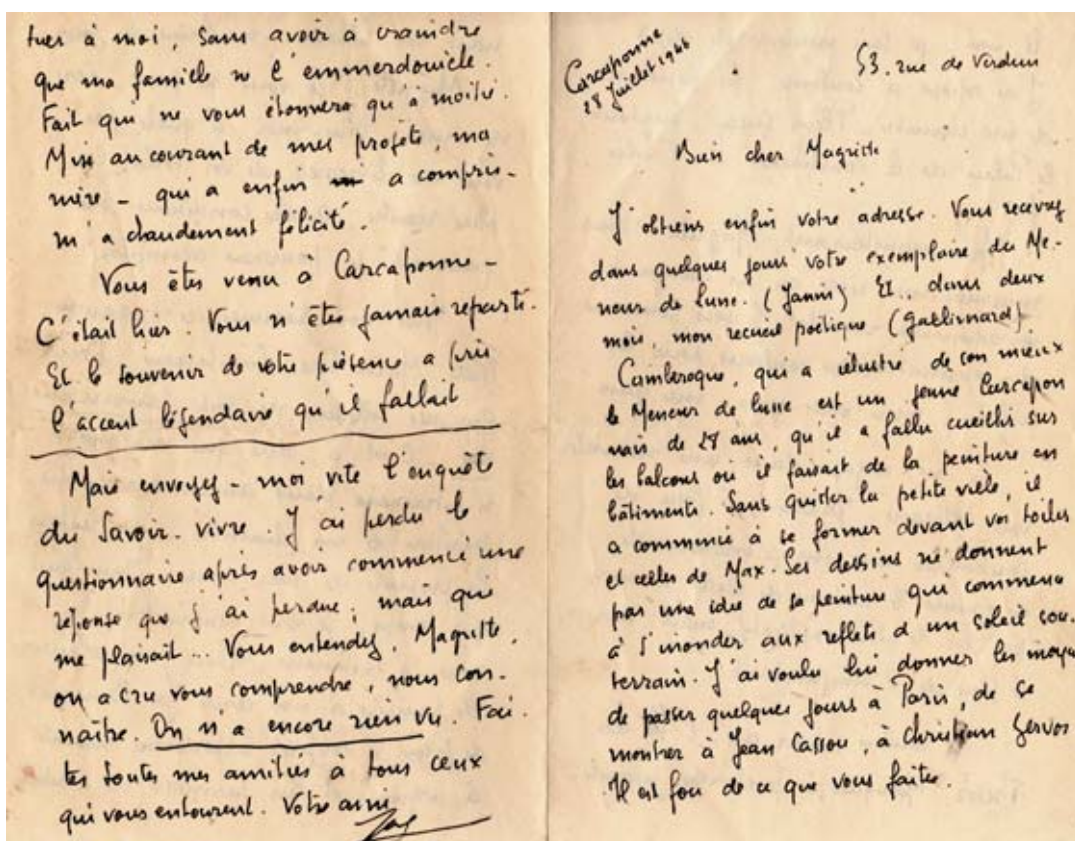 Carcassonne
28 juillet 1946
53, rue de Verdun
Bien cher Magritte
J'obtiens enfin votre adresse. Vous recevrez
dans quelques jours votre exemplaire du Me-
neur de Lune. (Janin) Et, dans deux
mois, mon recueil poétique (Gallimard).
Camberoque, qui a illustré de son mieux
le Meneur de lune est un jeune Carcasson
nais de 28 ans, qu'il a fallu cueillir sur
les balcons où il faisait de la peinture en
bâtiments. Sans quitter la petite ville, il
a commencé à se former devant vos toiles
et celles de Max. Ses dessins ne donnent
pas une idée de sa peinture qui commence
à s'inonder aux reflets d'un soleil sou-
terrain. J'ai voulu lui donner les moyens
de passer quelques jours à Paris, de se
montrer à Jean Cassou, à Christian Zervos
Il est fou de ce que vous faites.
tues à moi, sans avoir à craindre
que ma famille ne l'emmerdouille.
Fait qui ne vous étonnera qu'à moitié.
Mise au courant de mes projets, ma
mère - qui a enfin a compris -
m'a chaudement félicité.
Vous êtes venu à Carcassonne -
C'était hier. Vous n'êtes jamais reparti.
Et le souvenir de votre présence a pris
l'accent légendaire qu'il fallait
Mais envoyez-moi vite l'enquête
du Savoir-vivre. J'ai perdu le
questionnaire après avoir commencé une
réponse que j'ai perdue, mais qui
me plaisait... Vous entendez, Magritte,
on a cru vous comprendre, vous con-
naître. On n'a encore rien vu. Fai-
tes toutes mes amitiés à tous ceux
qui vous entourent. Votre ami